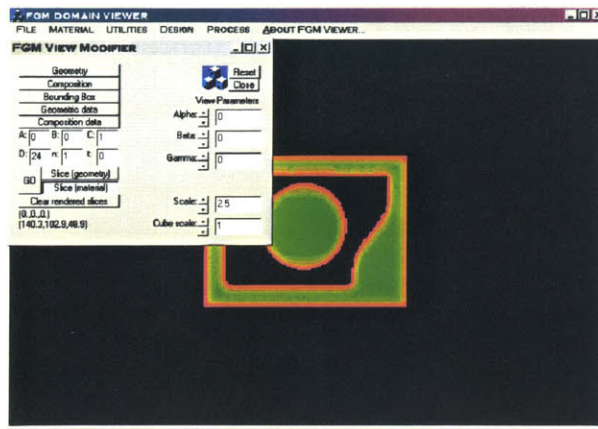 FGM DOMAIN VIEWER
FILE MATERIAL UTILITIES DESIGN PROCESS ABOUT FGM VIEWER...
FGM VIEW MODIFIER
Geometry
Composition
Bounding Box
Geometric data
Composition data
A: 0 B: 0 C: 1
D: 24 n: 1 t: 0
GO
Slice (geometry)
Slice (material)
Clear rendered slices
(0.,0.,0.)
(140.3,102.9,48.9)
Reset
Close
View Parameters
Alpha: 0
Beta: 0
Gamma: 0
Scale: 2.5
Cube scale: 1